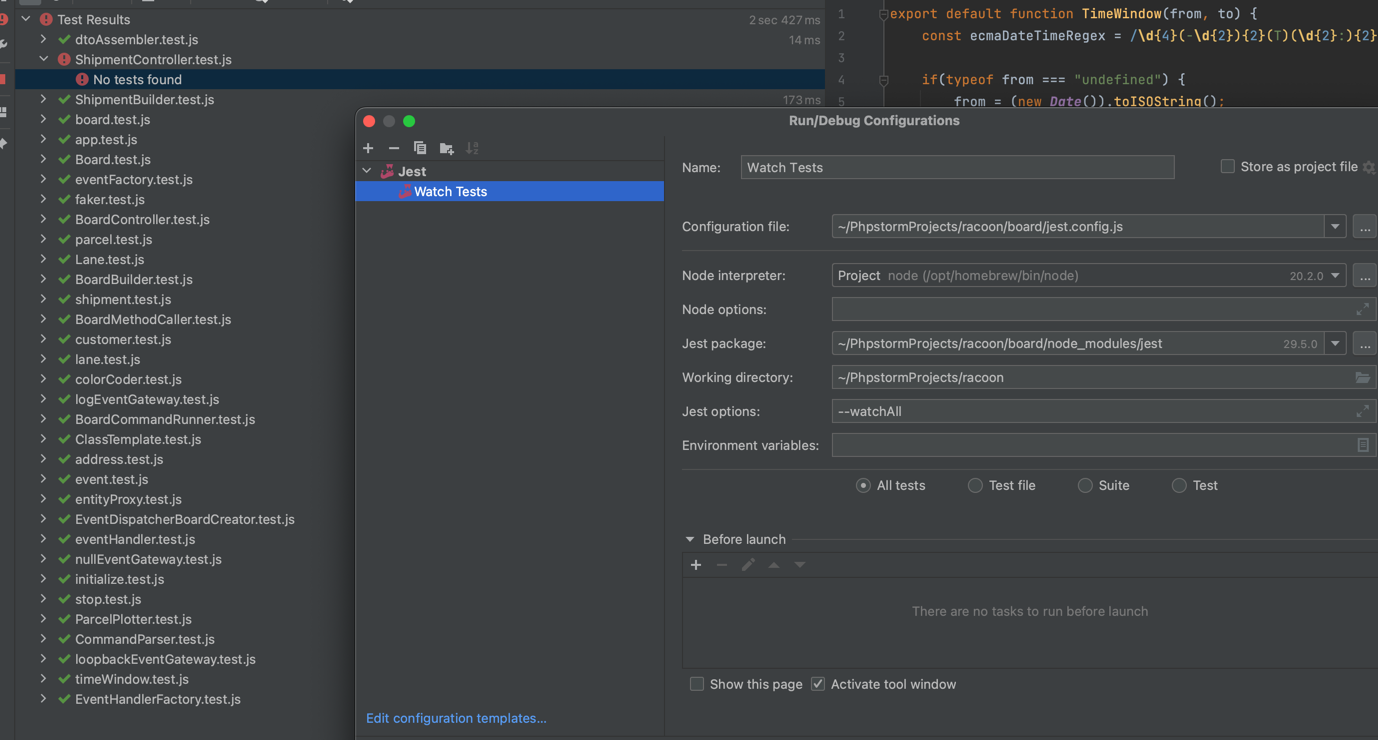 Test Results 2 sec 427 ms
dtoAssembler.test.js 14 ms
ShipmentController.test.js
No tests found
ShipmentBuilder.test.js 173 ms
board.test.js
app.test.js
Board.test.js
eventFactory.test.js
faker.test.js
BoardController.test.js
parcel.test.js
Lane.test.js
BoardBuilder.test.js
shipment.test.js
BoardMethodCaller.test.js
customer.test.js
lane.test.js
colorCoder.test.js
logEventGateway.test.js
BoardCommandRunner.test.js
ClassTemplate.test.js
address.test.js
event.test.js
entityProxy.test.js
EventDispatcherBoardCreator.test.js
eventHandler.test.js
nullEventGateway.test.js
initialize.test.js
stop.test.js
ParcelPlotter.test.js
CommandParser.test.js
loopbackEventGateway.test.js
timeWindow.test.js
EventHandlerFactory.test.js
1 export default function TimeWindow(from, to) {
2 const ecmaDateTimeRegex = /\d{4}(-\d{2}){2}(T)(\d{2}:){2}
3
4 if(typeof from === "undefined") {
5 from = (new Date()).toISOString();
Run/Debug Configurations
Jest
Watch Tests
Edit configuration templates...
Name: Watch Tests Store as project file
Configuration file: ~/PhpstormProjects/racoon/board/jest.config.js ...
Node interpreter: Project node (/opt/homebrew/bin/node) 20.2.0 ...
Node options:
Jest package: ~/PhpstormProjects/racoon/board/node_modules/jest 29.5.0 ...
Working directory: ~/PhpstormProjects/racoon
Jest options: --watchAll
Environment variables:
All tests Test file Suite Test
Before launch
There are no tasks to run before launch
Show this page Activate tool window